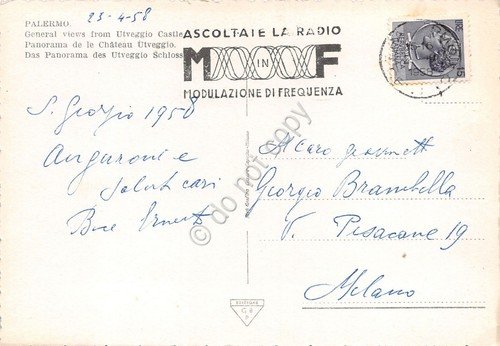 23-4-58
PALERMO.
General views from Utveggio Castle
Panorama de le Château Utveggio.
Das Panorama des Utveggio Schloss
ASCOLTATE LA RADIO
M IN F
MODULAZIONE DI FREQUENZA
S. Giorgio 1958
Auguroni e
saluti cari
Al caro
Giorgio Brambilla
V. Pisacane 19
Milano
do not copy
EDIZIONE